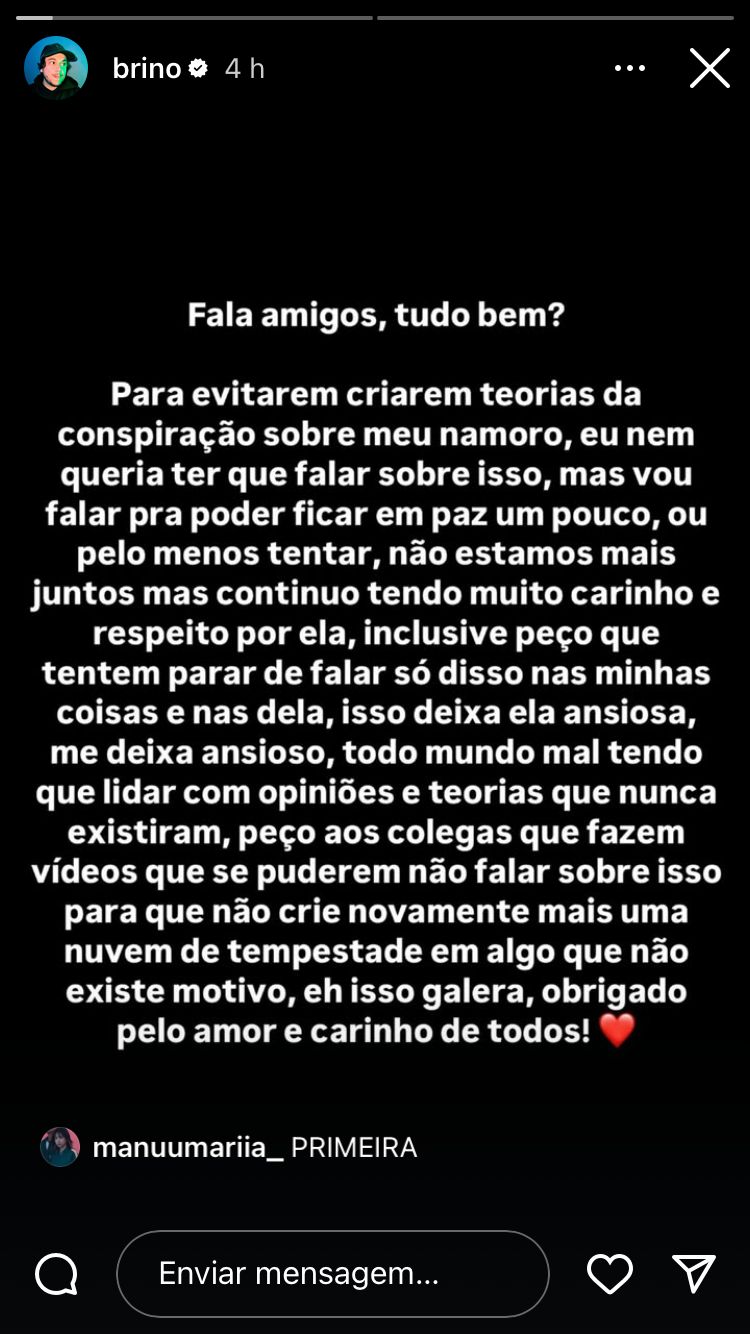 brino 4 h
Fala amigos, tudo bem?
Para evitarem criarem teorias da
conspiração sobre meu namoro, eu nem
queria ter que falar sobre isso, mas vou
falar pra poder ficar em paz um pouco, ou
pelo menos tentar, não estamos mais
juntos mas continuo tendo muito carinho e
respeito por ela, inclusive peço que
tentem parar de falar só disso nas minhas
coisas e nas dela, isso deixa ela ansiosa,
me deixa ansioso, todo mundo mal tendo
que lidar com opiniões e teorias que nunca
existiram, peço aos colegas que fazem
vídeos que se puderem não falar sobre isso
para que não crie novamente mais uma
nuvem de tempestade em algo que não
existe motivo, eh isso galera, obrigado
pelo amor e carinho de todos! ❤️
manuumariia_ PRIMEIRA
Enviar mensagem...